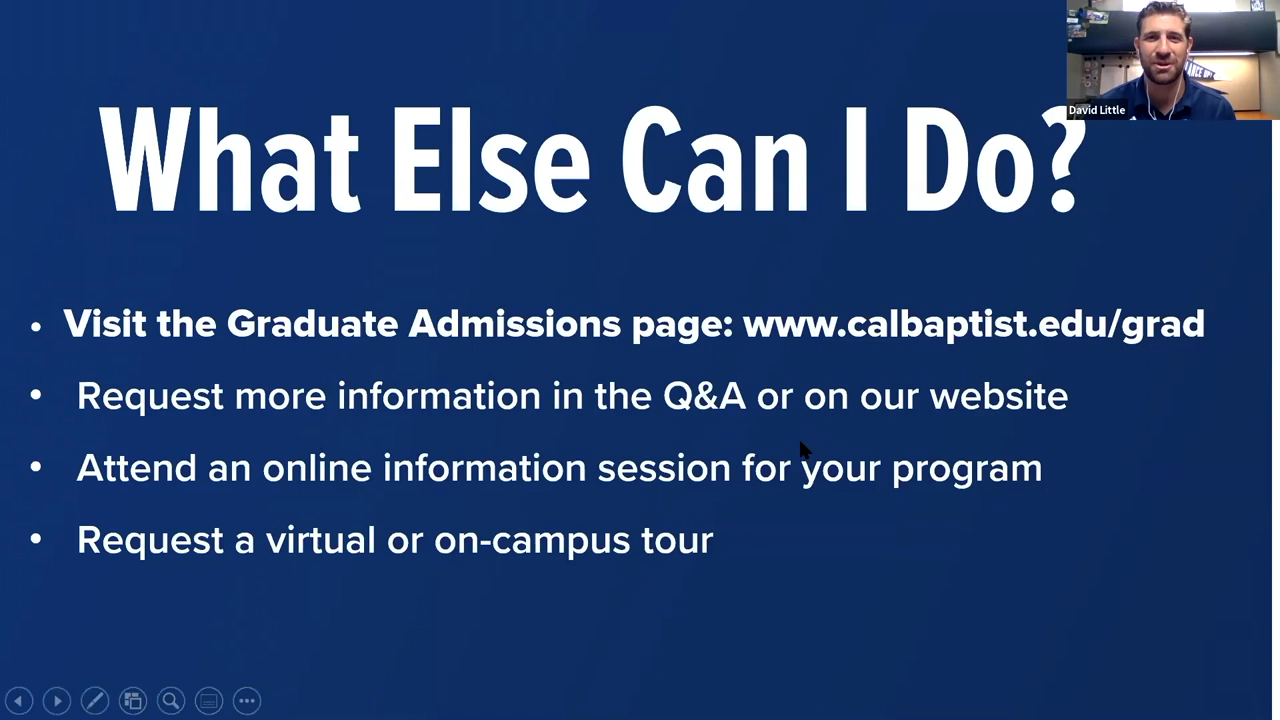 David Little
What Else Can I Do?
• Visit the Graduate Admissions page: www.calbaptist.edu/grad
• Request more information in the Q&A or on our website
• Attend an online information session for your program
• Request a virtual or on-campus tour